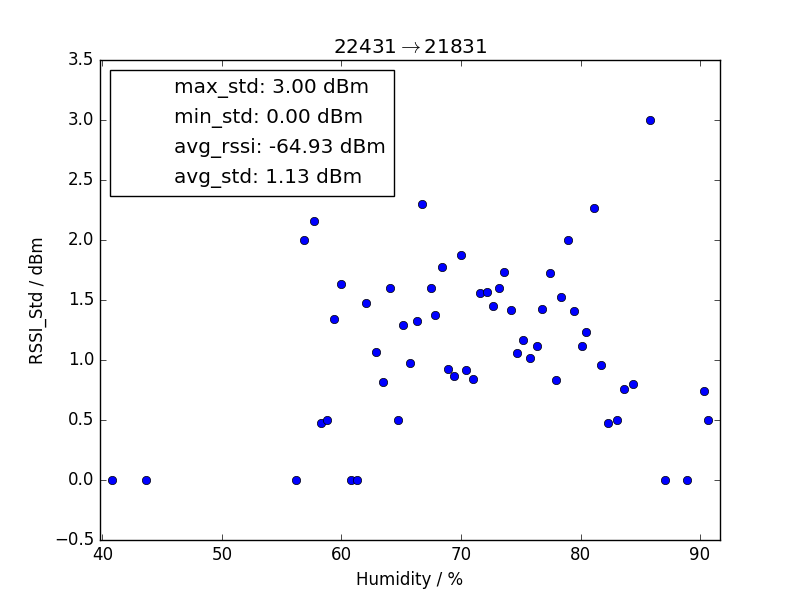 22431→21831
3.5
3.0
2.5
2.0
1.5
1.0
0.5
0.0
−0.5
max_std: 3.00 dBm
min_std: 0.00 dBm
avg_rssi: -64.93 dBm
avg_std: 1.13 dBm
RSSI_Std / dBm
40 50 60 70 80 90
Humidity / %